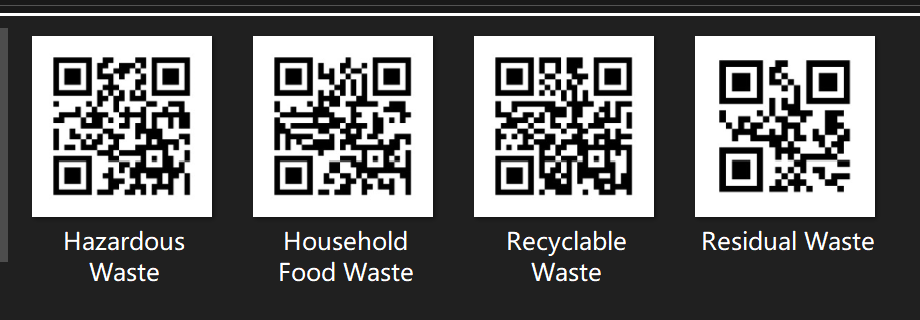 Hazardous
Waste
Household
Food Waste
Recyclable
Waste
Residual Waste